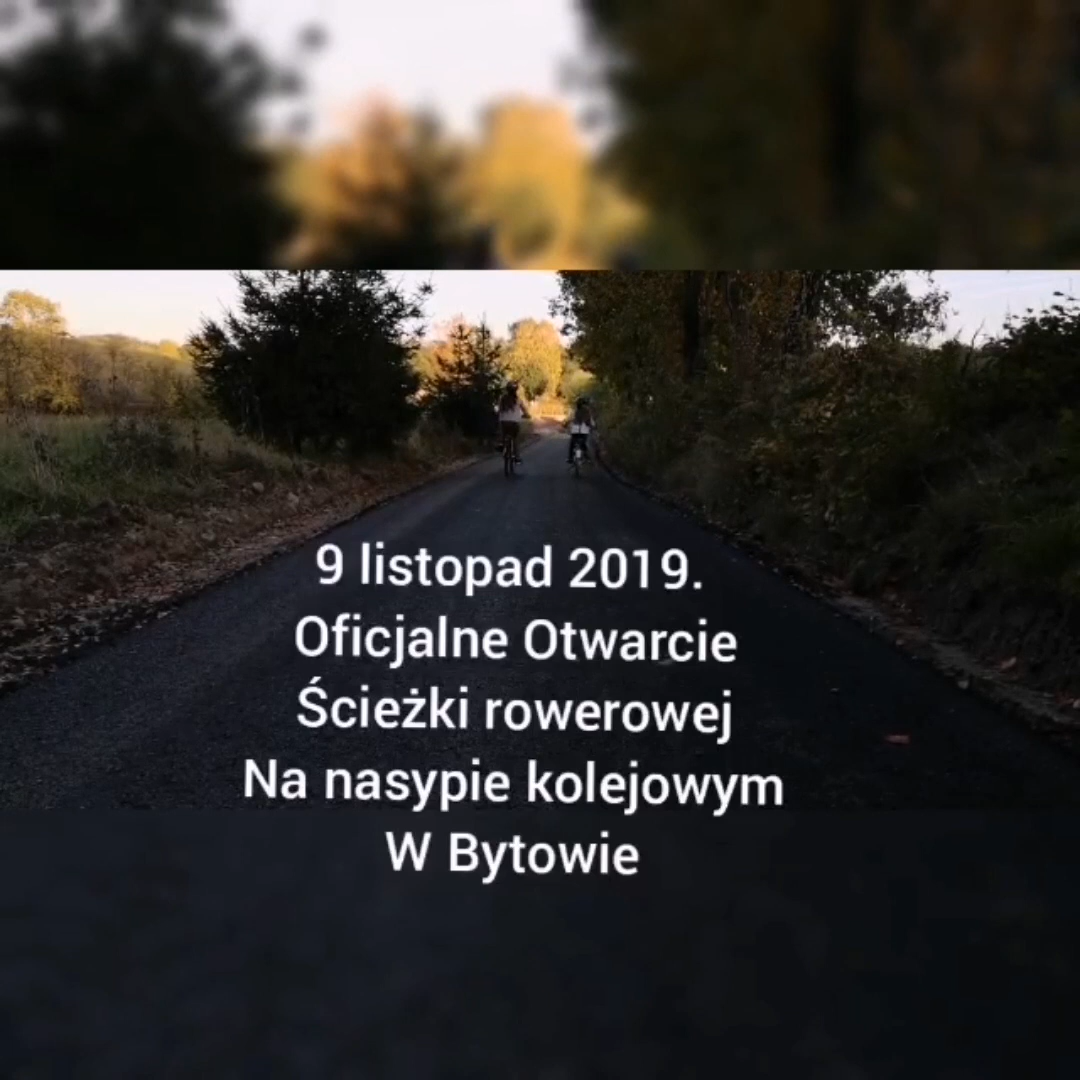 9 listopad 2019.
Oficjalne Otwarcie
Ścieżki rowerowej
Na nasypie kolejowym
W Bytowie